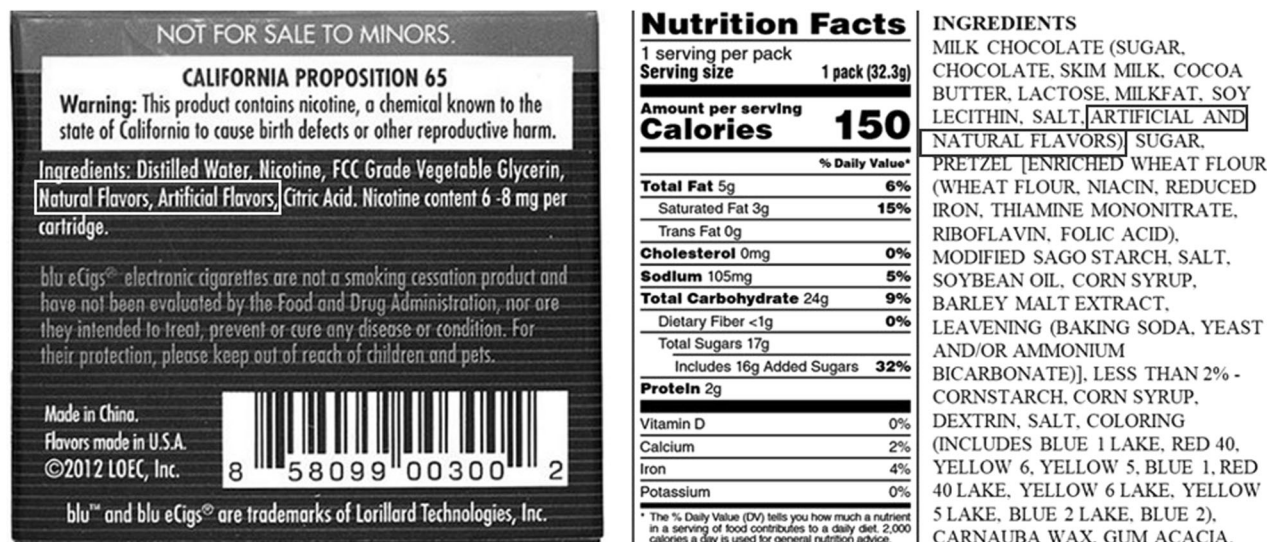 NOT FOR SALE TO MINORS.
CALIFORNIA PROPOSITION 65
Warning: This product contains nicotine, a chemical known to the
state of California to cause birth defects or other reproductive harm.
Ingredients: Distilled Water, Nicotine, FCC Grade Vegetable Glycerin,
Natural Flavors, Artificial Flavors, Citric Acid. Nicotine content 6 -8 mg per
cartridge.
blu eCigs® electronic cigarettes are not a smoking cessation product and
have not been evaluated by the Food and Drug Administration, nor are
they intended to treat, prevent or cure any disease or condition. For
their protection, please keep out of reach of children and pets.
Made in China.
Flavors made in U.S.A.
©2012 LOEC, Inc.
8 58099 00300 2
blu™ and blu eCigs® are trademarks of Lorillard Technologies, Inc.
Nutrition Facts
1 serving per pack
Serving size 1 pack (32.3g)
Amount per serving
Calories 150
% Daily Value*
Total Fat 5g 6%
Saturated Fat 3g 15%
Trans Fat 0g
Cholesterol 0mg 0%
Sodium 105mg 5%
Total Carbohydrate 24g 9%
Dietary Fiber <1g 0%
Total Sugars 17g
Includes 16g Added Sugars 32%
Protein 2g
Vitamin D 0%
Calcium 2%
Iron 4%
Potassium 0%
* The % Daily Value (DV) tells you how much a nutrient
in a serving of food contributes to a daily diet. 2,000
calories a day is used for general nutrition advice.
INGREDIENTS
MILK CHOCOLATE (SUGAR,
CHOCOLATE, SKIM MILK, COCOA
BUTTER, LACTOSE, MILKFAT, SOY
LECITHIN, SALT, ARTIFICIAL AND
NATURAL FLAVORS), SUGAR,
PRETZEL [ENRICHED WHEAT FLOUR
(WHEAT FLOUR, NIACIN, REDUCED
IRON, THIAMINE MONONITRATE,
RIBOFLAVIN, FOLIC ACID),
MODIFIED SAGO STARCH, SALT,
SOYBEAN OIL, CORN SYRUP,
BARLEY MALT EXTRACT,
LEAVENING (BAKING SODA, YEAST
AND/OR AMMONIUM
BICARBONATE)], LESS THAN 2% -
CORNSTARCH, CORN SYRUP,
DEXTRIN, SALT, COLORING
(INCLUDES BLUE 1 LAKE, RED 40,
YELLOW 6, YELLOW 5, BLUE 1, RED
40 LAKE, YELLOW 6 LAKE, YELLOW
5 LAKE, BLUE 2 LAKE, BLUE 2),
CARNAUBA WAX, GUM ACACIA.